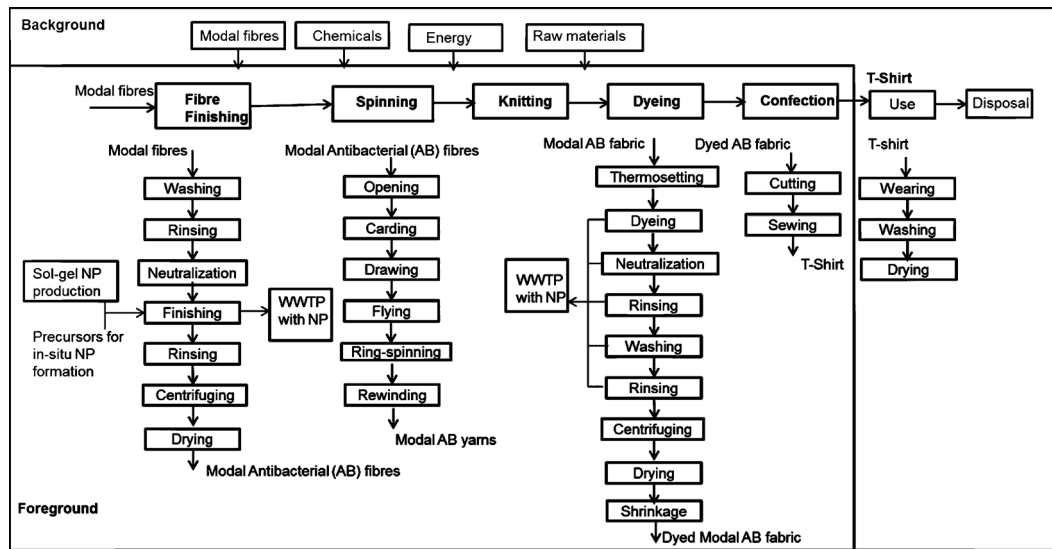 Background
Modal fibres
Chemicals
Energy
Raw materials
Modal fibres
Fibre
Finishing
Spinning
Knitting
Dyeing
Confection
T-Shirt
Use
Disposal
Modal fibres
Washing
Rinsing
Neutralization
Sol-gel NP
production
Finishing
WWTP
with NP
Precursors for
in-situ NP
formation
Rinsing
Centrifuging
Drying
Modal Antibacterial (AB) fibres
Modal Antibacterial (AB) fibres
Opening
Carding
Drawing
Flying
Ring-spinning
Rewinding
Modal AB yarns
Modal AB fabric
Thermosetting
Dyeing
Neutralization
WWTP
with NP
Rinsing
Washing
Rinsing
Centrifuging
Drying
Shrinkage
Dyed Modal AB fabric
Dyed AB fabric
Cutting
Sewing
T-Shirt
T-shirt
Wearing
Washing
Drying
Foreground